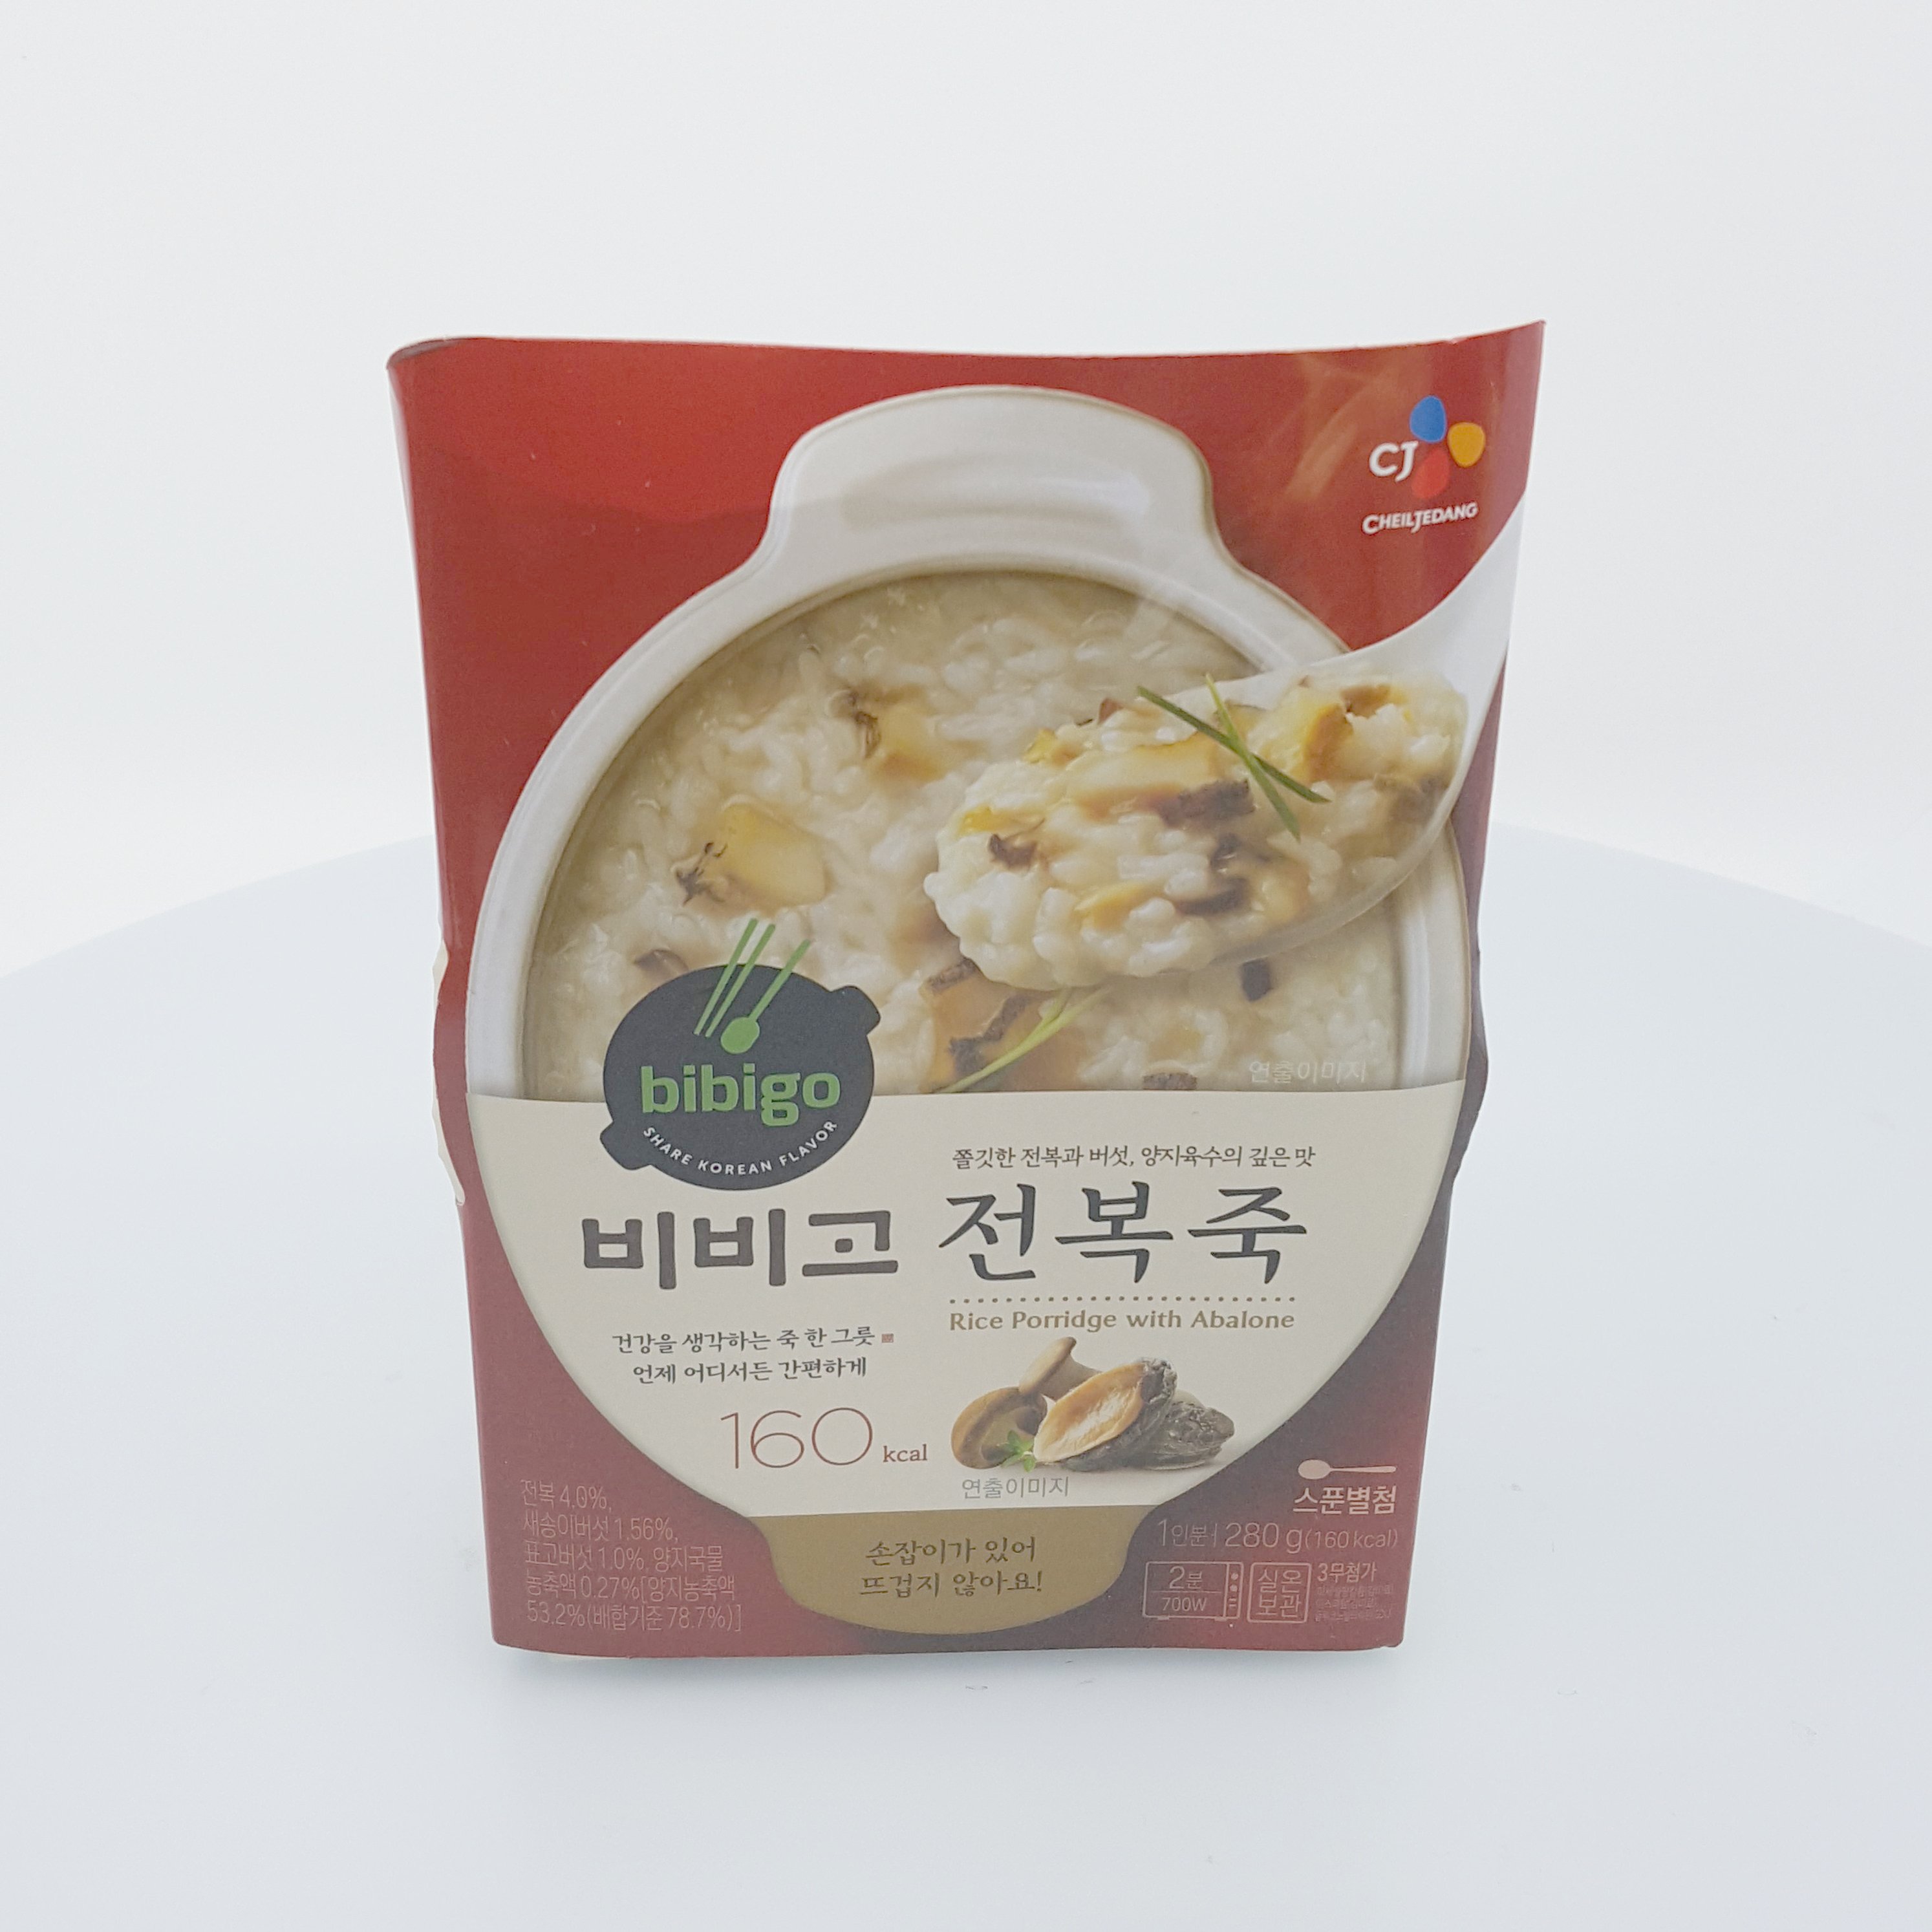 CJ
CHEILJEDANG
연출이미지
bibigo
SHARE KOREAN FLAVOR
쫄깃한 전복과 버섯, 양지육수의 깊은 맛
비비고 전복죽
Rice Porridge with Abalone
건강을 생각하는 죽 한 그릇
언제 어디서든 간편하게
160 kcal
연출이미지
전복 4.0%,
새송이버섯 1.56%,
표고버섯 1.0%, 양지국물
농축액 0.27%[양지농축액
53.2%(배합기준 78.7%)]
손잡이가 있어
뜨겁지 않아요!
스푼별첨
1인분 | 280 g(160 kcal)
2분
700W
실온
보관
3무첨가